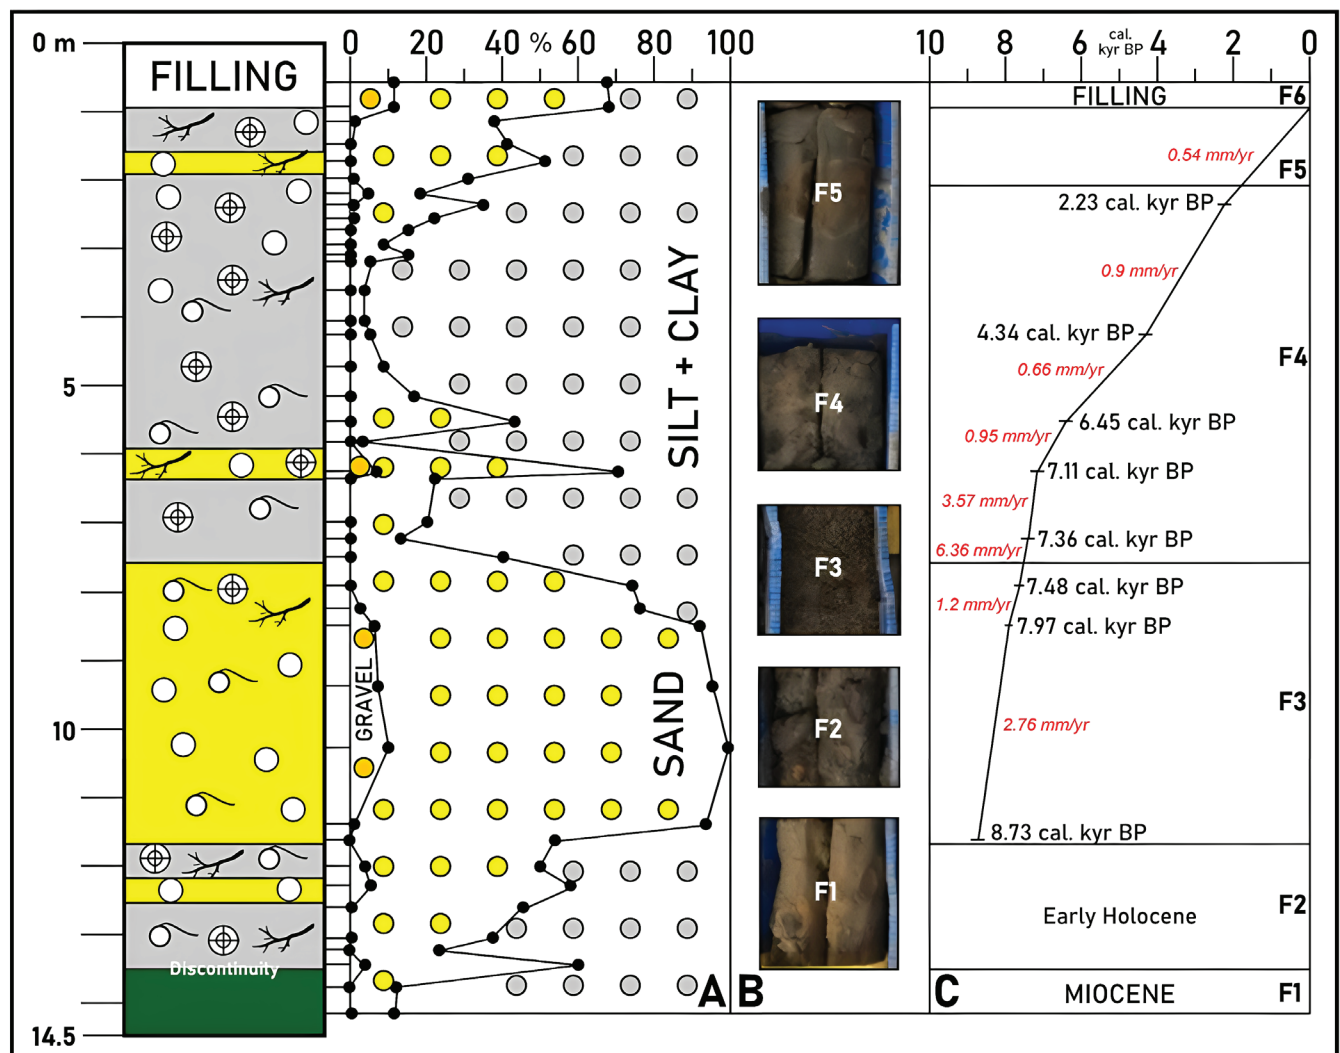 0 m
FILLING
Discontinuity
5
10
14.5
0 20 40 % 60 80 100
GRAVEL
SAND
SILT + CLAY
A
F5
F4
F3
F2
F1
B
10 8 6 cal. kyr BP 4 2 0
FILLING F6
0.54 mm/yr
F5
2.23 cal. kyr BP
0.9 mm/yr
4.34 cal. kyr BP
F4
0.66 mm/yr
6.45 cal. kyr BP
0.95 mm/yr
7.11 cal. kyr BP
3.57 mm/yr
7.36 cal. kyr BP
6.36 mm/yr
7.48 cal. kyr BP
1.2 mm/yr
7.97 cal. kyr BP
F3
2.76 mm/yr
8.73 cal. kyr BP
F2
Early Holocene
C
MIOCENE F1